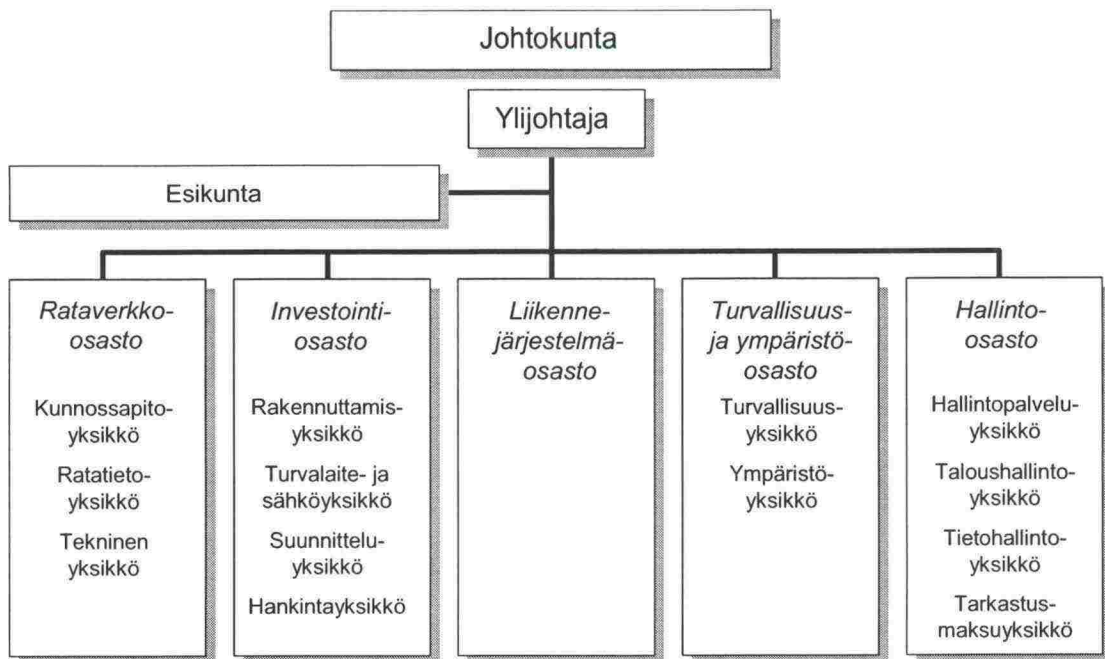 Johtokunta
Ylijohtaja
Esikunta
Rataverkko-
osasto
Kunnossapito-
yksikkö
Ratatieto-
yksikkö
Tekninen
yksikkö
Investointi-
osasto
Rakennuttamis-
yksikkö
Turvalaite- ja
sähköyksikkö
Suunnittelu-
yksikkö
Hankintayksikkö
Liikenne-
järjestelmä-
osasto
Turvallisuus-
ja ympäristö-
osasto
Turvallisuus-
yksikkö
Ympäristö-
yksikkö
Hallinto-
osasto
Hallintopalvelu-
yksikkö
Taloushallinto-
yksikkö
Tietohallinto-
yksikkö
Tarkastus-
maksuyksikkö